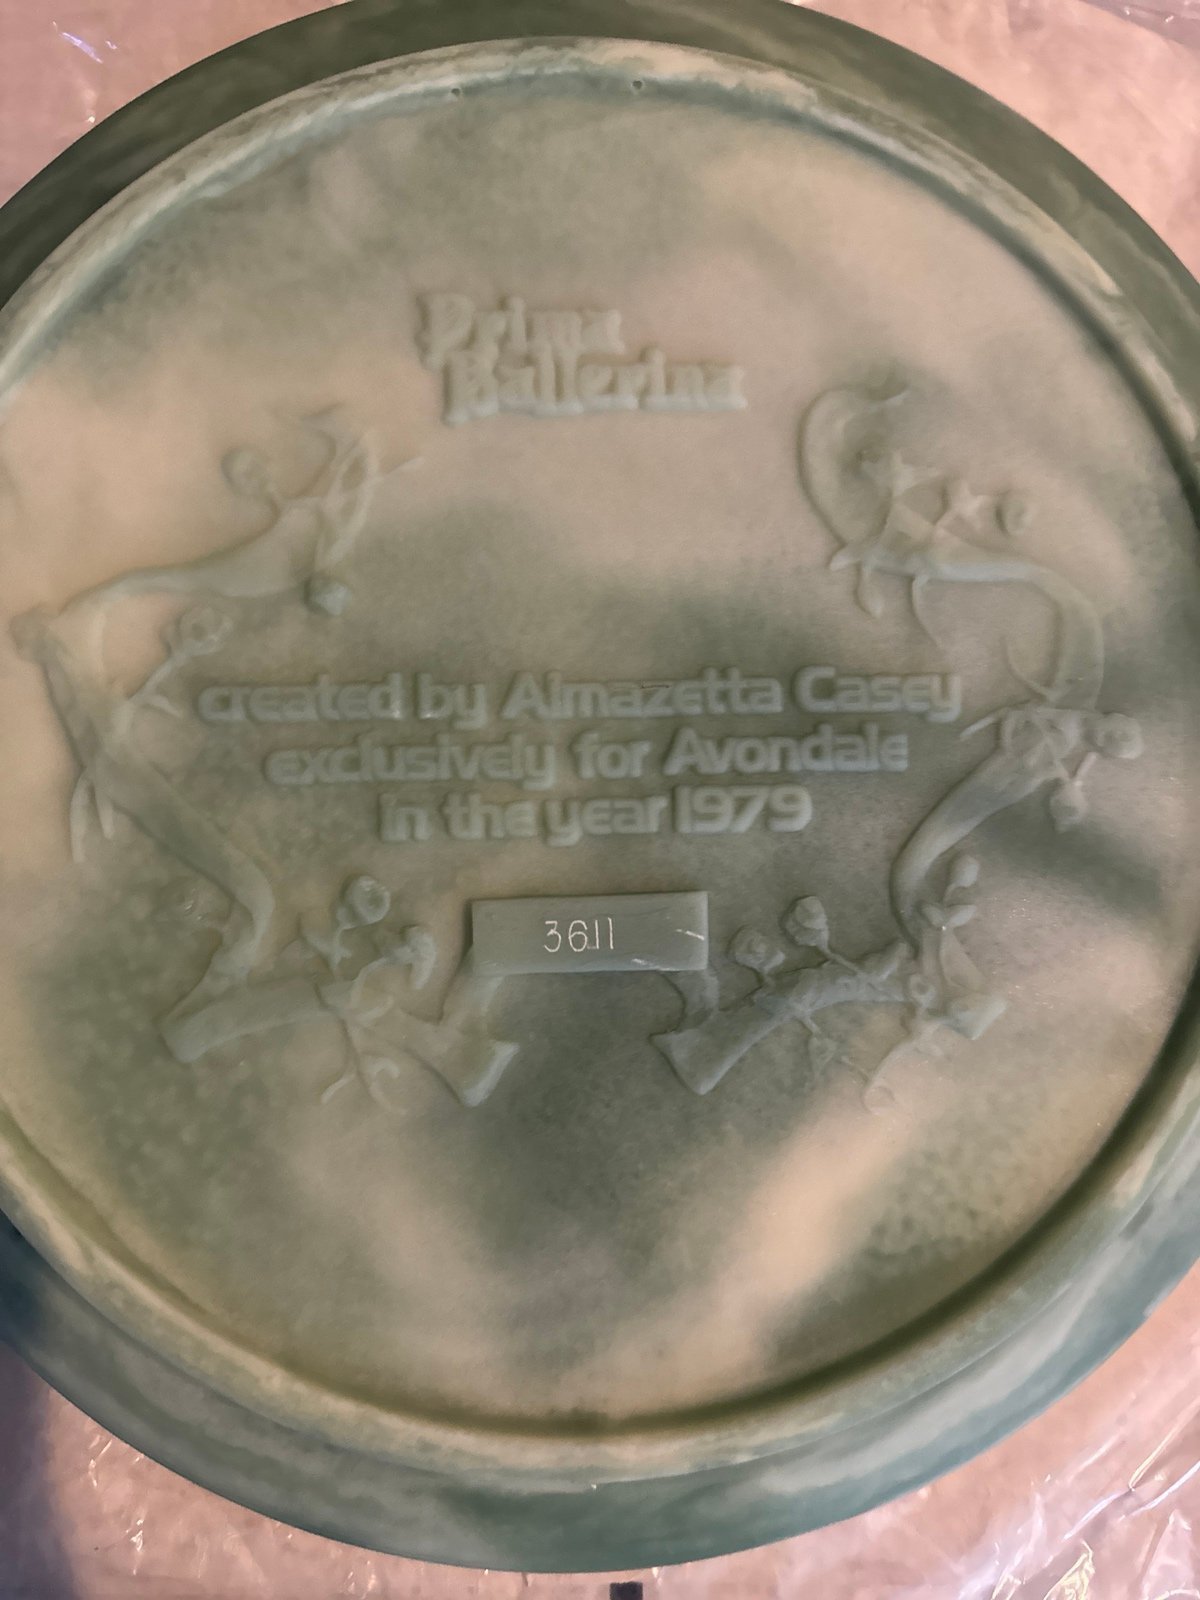 Prima
Ballerina
created by Almazetta Casey
exclusively for Avondale
in the year 1979
3611